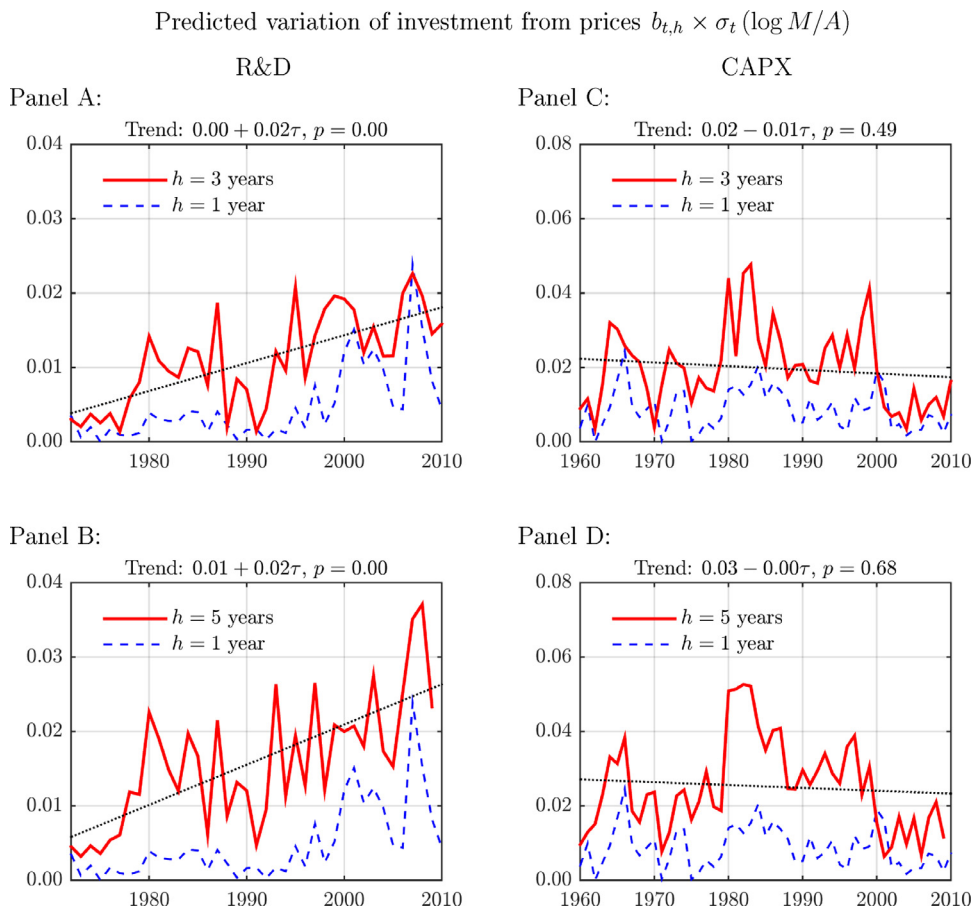 Predicted variation of investment from prices b_{t,h} × σ_t (log M/A)
R&D
Panel A:
Trend: 0.00 + 0.02τ, p = 0.00
0.04
0.03
0.02
0.01
0.00
h = 3 years
h = 1 year
1980 1990 2000 2010
CAPX
Panel C:
Trend: 0.02 − 0.01τ, p = 0.49
0.08
0.06
0.04
0.02
0.00
h = 3 years
h = 1 year
1960 1970 1980 1990 2000 2010
Panel B:
Trend: 0.01 + 0.02τ, p = 0.00
0.04
0.03
0.02
0.01
0.00
h = 5 years
h = 1 year
1980 1990 2000 2010
Panel D:
Trend: 0.03 − 0.00τ, p = 0.68
0.08
0.06
0.04
0.02
0.00
h = 5 years
h = 1 year
1960 1970 1980 1990 2000 2010